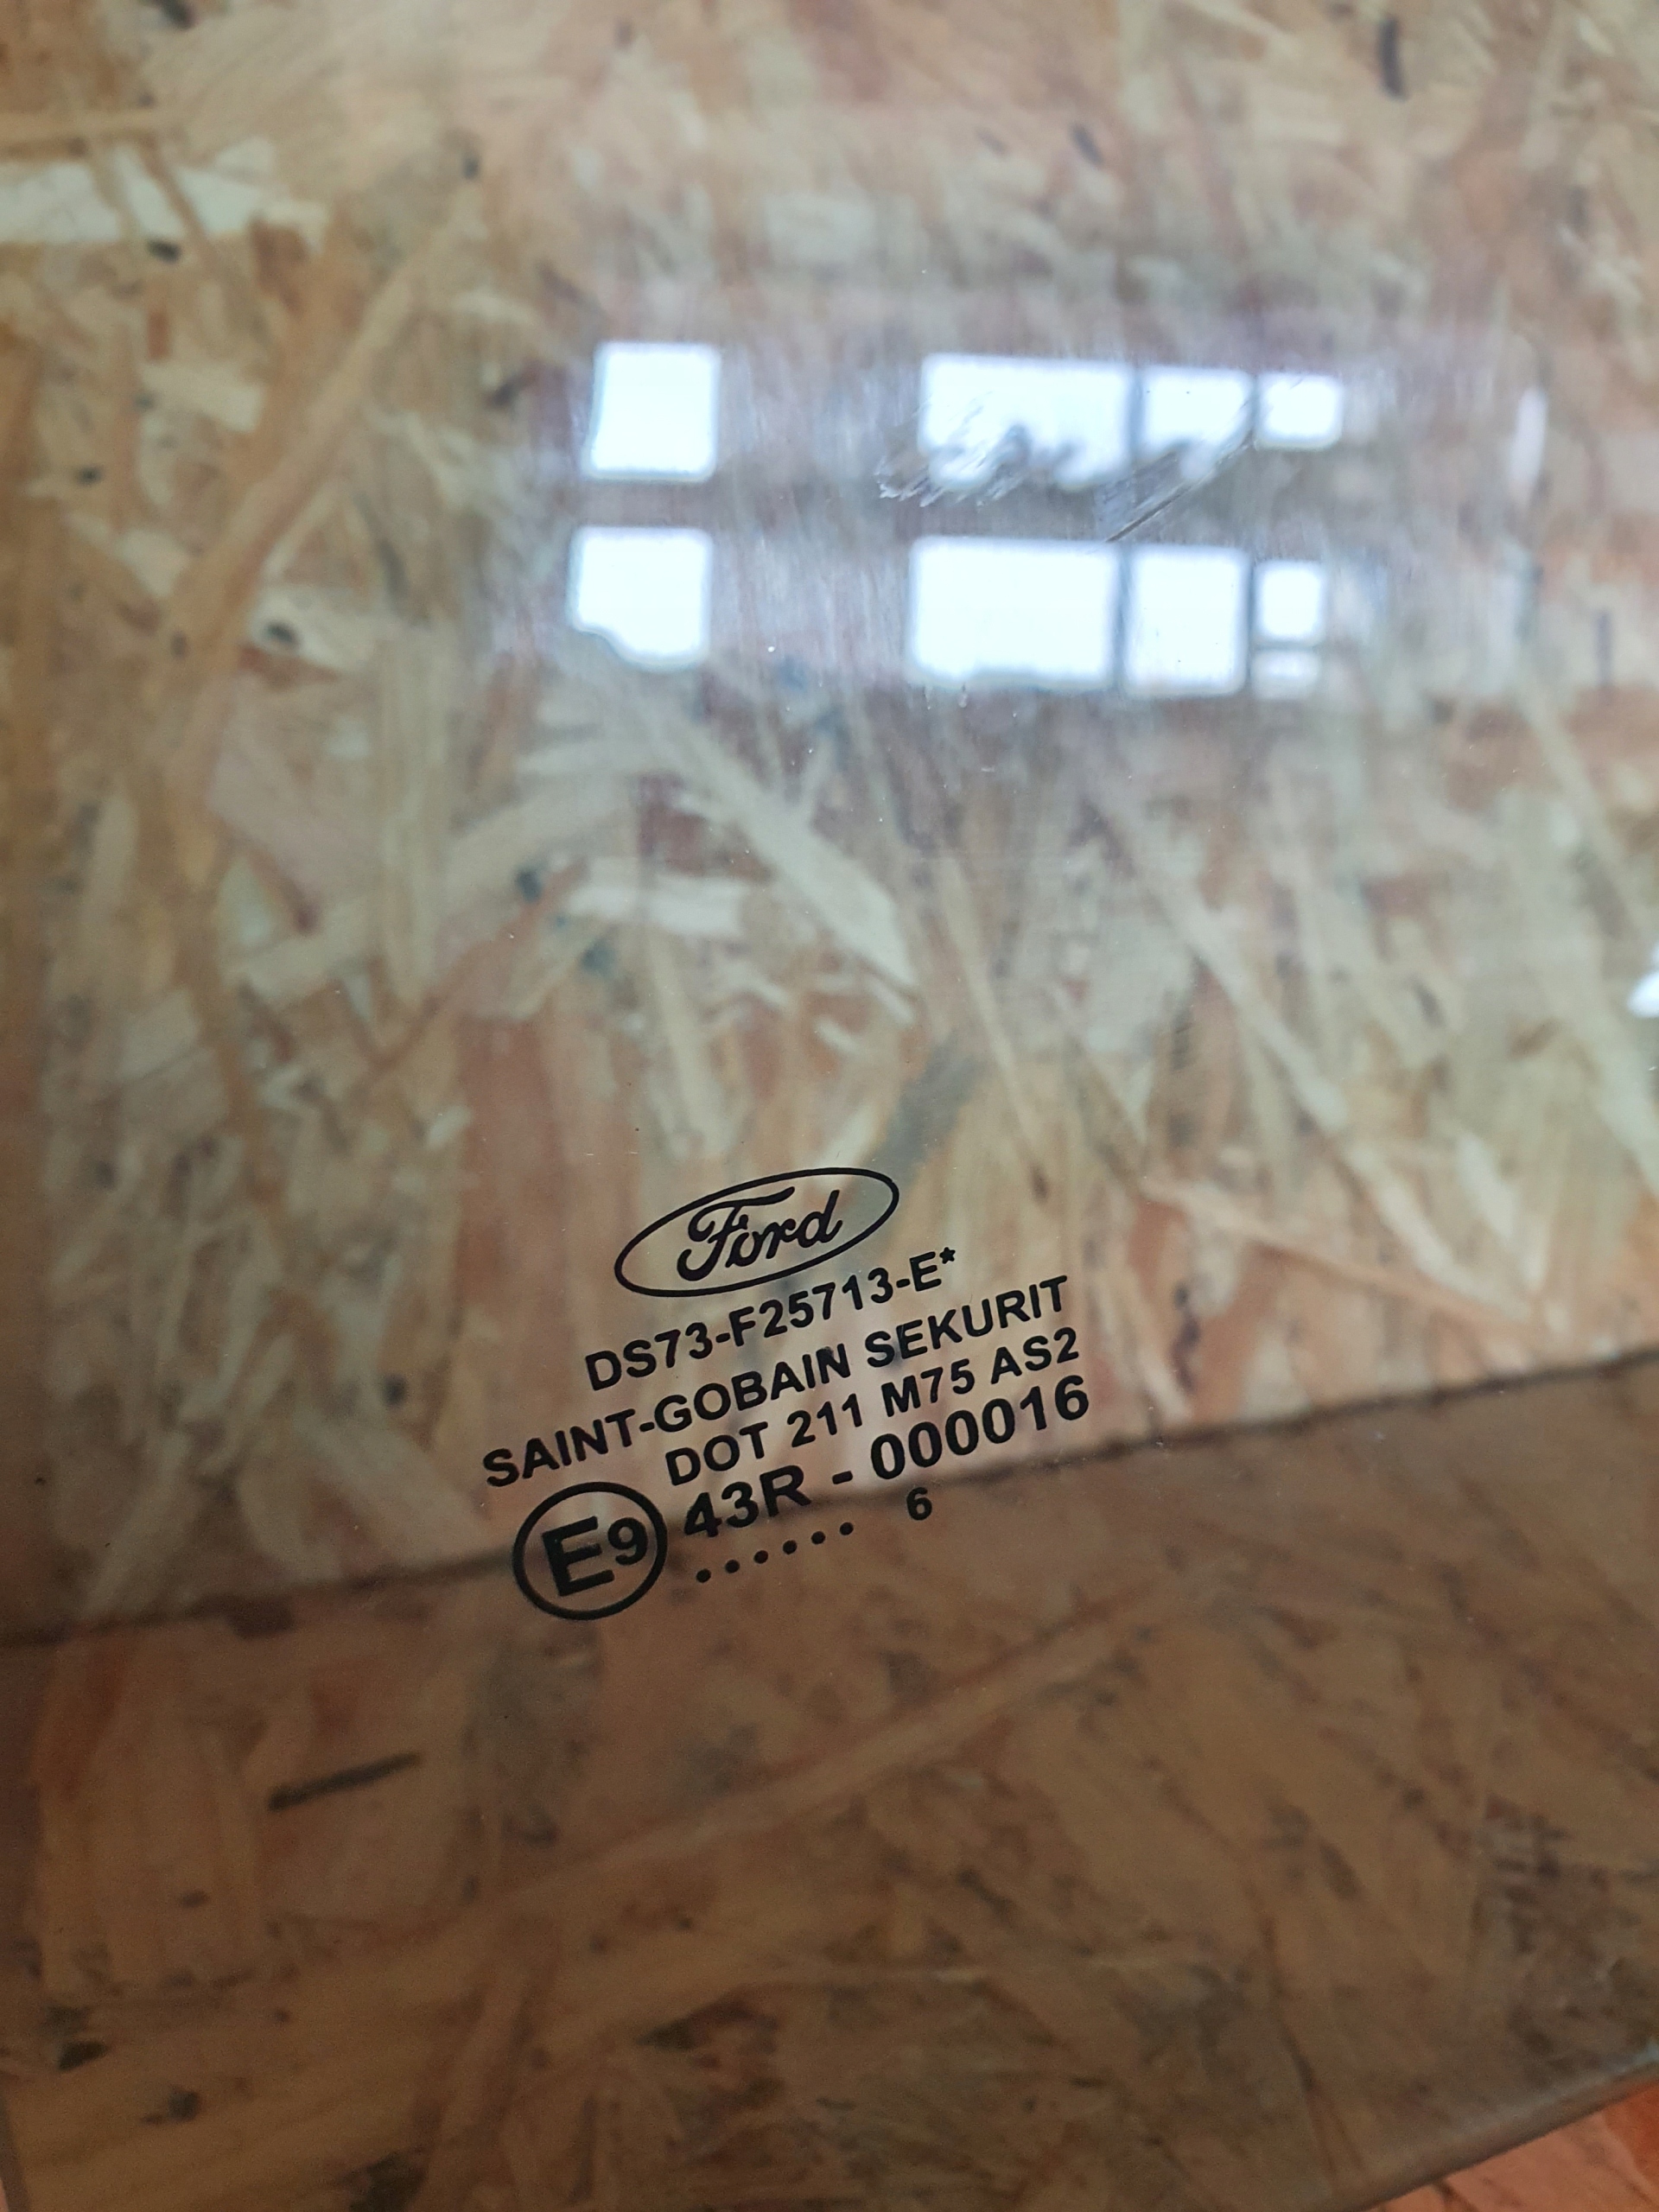 Ford
DS73-F25713-E*
SAINT-GOBAIN SEKURIT
DOT 211 M75 AS2
E9 43R - 000016
...... 6